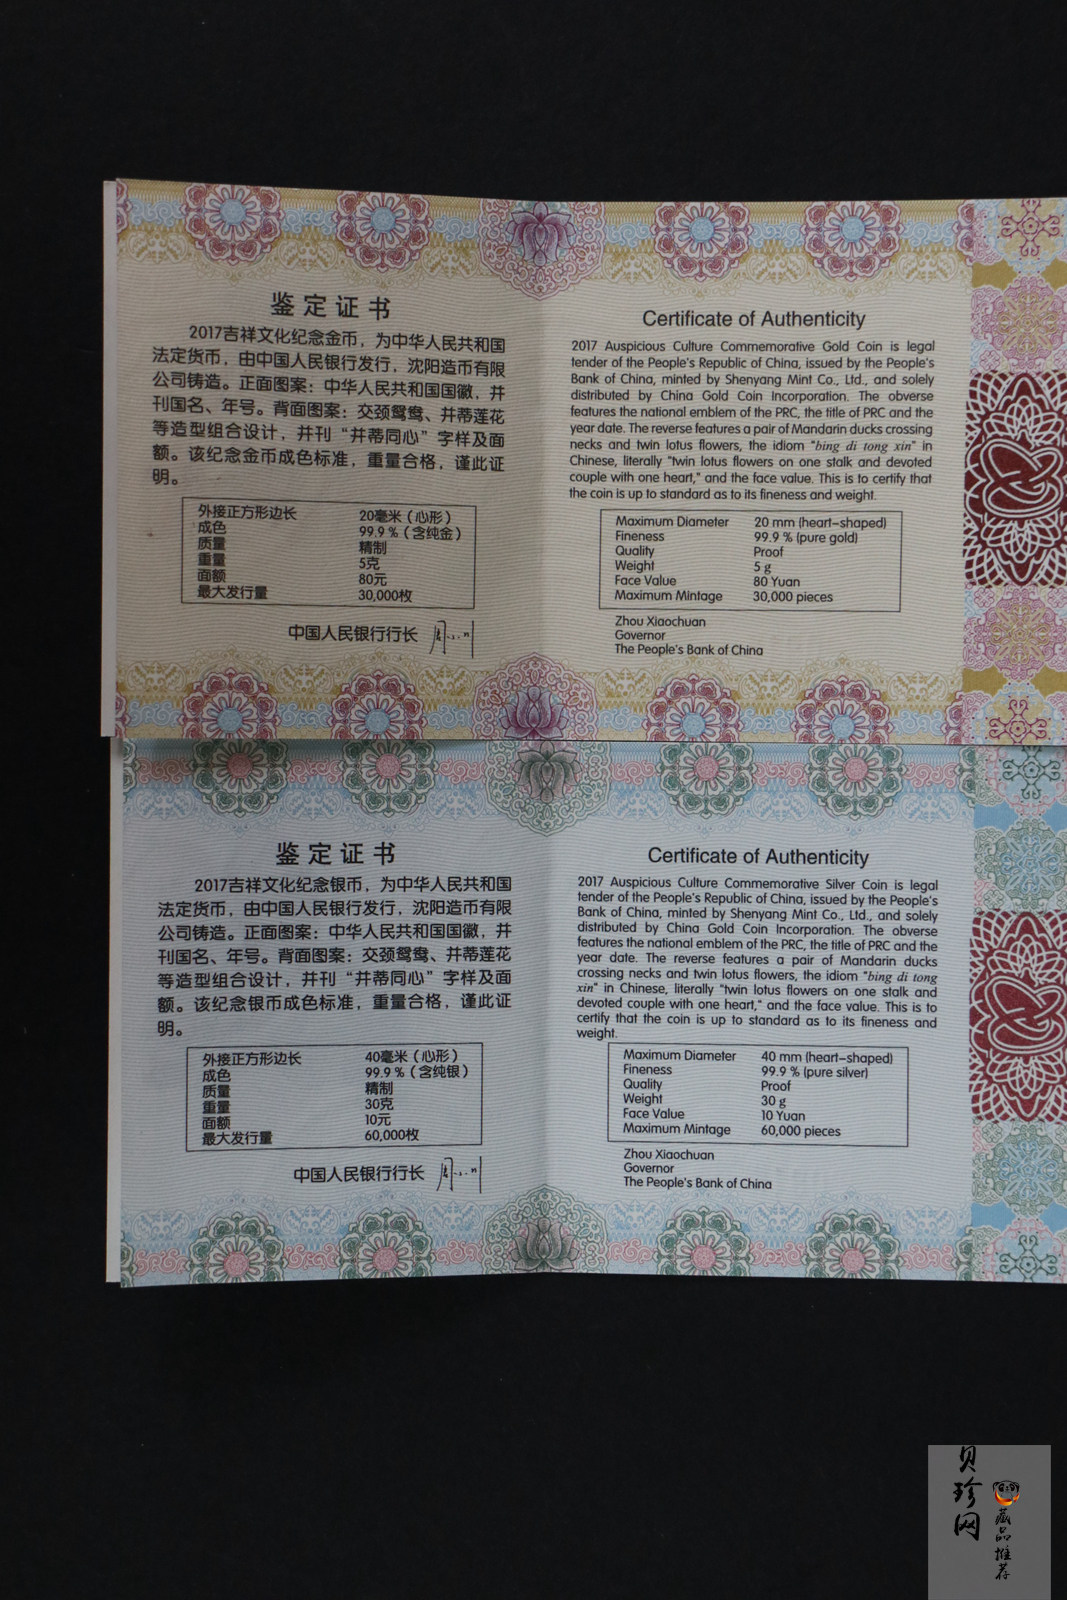 鉴定证书
2017吉祥文化纪念金币，为中华人民共和国
法定货币，由中国人民银行发行，沈阳造币有限
公司铸造。正面图案：中华人民共和国国徽，并
刊国名、年号。背面图案：交颈鸳鸯、并蒂莲花
等造型组合设计，并刊“并蒂同心”字样及面
额。该纪念金币成色标准，重量合格，谨此证
明。
外接正方形边长 20毫米（心形）
成色 99.9％（含纯金）
质量 精制
重量 5克
面额 80元
最大发行量 30,000枚
中国人民银行行长
Certificate of Authenticity
2017 Auspicious Culture Commemorative Gold Coin is legal
tender of the People's Republic of China, issued by the People's
Bank of China, minted by Shenyang Mint Co., Ltd., and solely
distributed by China Gold Coin Incorporation. The obverse
features the national emblem of the PRC, the title of PRC and the
year date. The reverse features a pair of Mandarin ducks crossing
necks and twin lotus flowers, the idiom "bing di tong xin" in
Chinese, literally "twin lotus flowers on one stalk and devoted
couple with one heart," and the face value. This is to certify that
the coin is up to standard as to its fineness and weight.
Maximum Diameter 20 mm (heart-shaped)
Fineness 99.9 % (pure gold)
Quality Proof
Weight 5 g
Face Value 80 Yuan
Maximum Mintage 30,000 pieces
Zhou Xiaochuan
Governor
The People's Bank of China
鉴定证书
2017吉祥文化纪念银币，为中华人民共和国
法定货币，由中国人民银行发行，沈阳造币有限
公司铸造。正面图案：中华人民共和国国徽，并
刊国名、年号。背面图案：交颈鸳鸯、并蒂莲花
等造型组合设计，并刊“并蒂同心”字样及面
额。该纪念银币成色标准，重量合格，谨此证
明。
外接正方形边长 40毫米（心形）
成色 99.9％（含纯银）
质量 精制
重量 30克
面额 10元
最大发行量 60,000枚
中国人民银行行长
Certificate of Authenticity
2017 Auspicious Culture Commemorative Silver Coin is legal
tender of the People's Republic of China, issued by the People's
Bank of China, minted by Shenyang Mint Co., Ltd., and solely
distributed by China Gold Coin Incorporation. The obverse
features the national emblem of the PRC, the title of PRC and the
year date. The reverse features a pair of Mandarin ducks
crossing necks and twin lotus flowers, the idiom "bing di tong
xin" in Chinese, literally "twin lotus flowers on one stalk and
devoted couple with one heart," and the face value. This is to
certify that the coin is up to standard as to its fineness and
weight.
Maximum Diameter 40 mm (heart-shaped)
Fineness 99.9 % (pure silver)
Quality Proof
Weight 30 g
Face Value 10 Yuan
Maximum Mintage 60,000 pieces
Zhou Xiaochuan
Governor
The People's Bank of China
贝珍网
藏品推荐